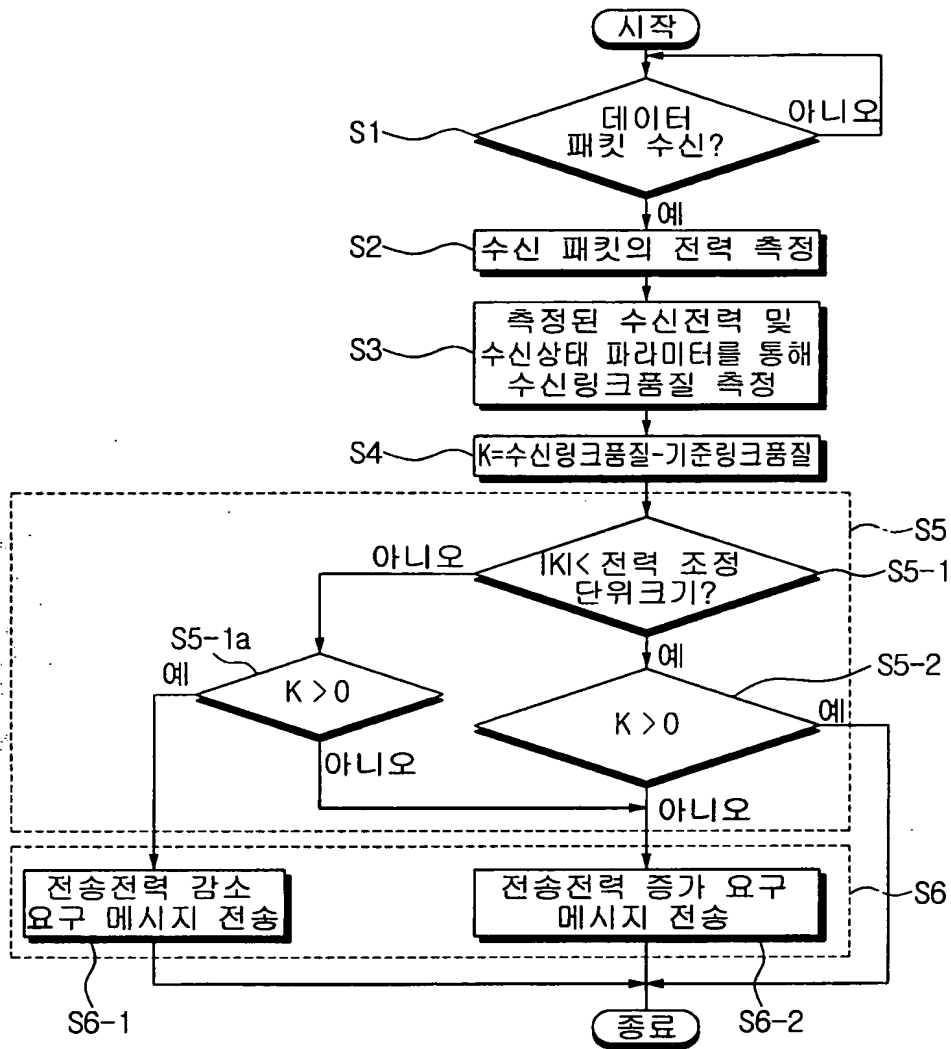 시작
S1
데이터
패킷 수신?
아니오
예
S2
수신 패킷의 전력 측정
S3
측정된 수신전력 및
수신상태 파라미터를 통해
수신링크품질 측정
S4
K=수신링크품질-기준링크품질
S5
아니오
|K|< 전력 조정
단위크기?
S5-1
S5-1a
예
K >0
아니오
예
S5-2
K >0
예
아니오
전송전력 감소
요구 메시지 전송
전송전력 증가 요구
메시지 전송
S6
S6-1
S6-2
종료